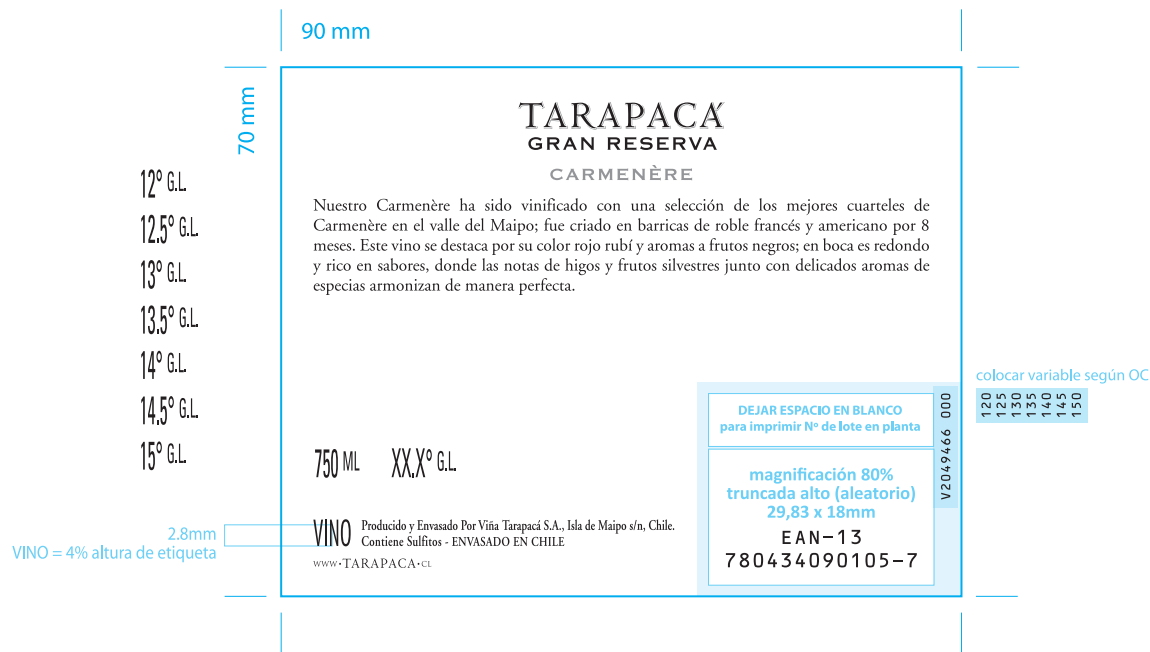 90 mm
70 mm
TARAPACÁ
GRAN RESERVA
CARMENÈRE
Nuestro Carmenère ha sido vinificado con una selección de los mejores cuarteles de
Carmenère en el valle del Maipo; fue criado en barricas de roble francés y americano por 8
meses. Este vino se destaca por su color rojo rubí y aromas a frutos negros; en boca es redondo
y rico en sabores, donde las notas de higos y frutos silvestres junto con delicados aromas de
especias armonizan de manera perfecta.
12° G.L.
12.5° G.L.
13° G.L.
13.5° G.L.
14° G.L.
14.5° G.L.
15° G.L.
750 ML XX.X° G.L.
VINO
Producido y Envasado Por Viña Tarapacá S.A., Isla de Maipo s/n, Chile.
Contiene Sulfitos - ENVASADO EN CHILE
WWW•TARAPACA•CL
2.8mm
VINO = 4% altura de etiqueta
DEJAR ESPACIO EN BLANCO
para imprimir Nº de lote en planta
magnificación 80%
truncada alto (aleatorio)
29,83 x 18mm
EAN-13
780434090105-7
V2049466 000
colocar variable según OC
120
125
130
135
140
145
150